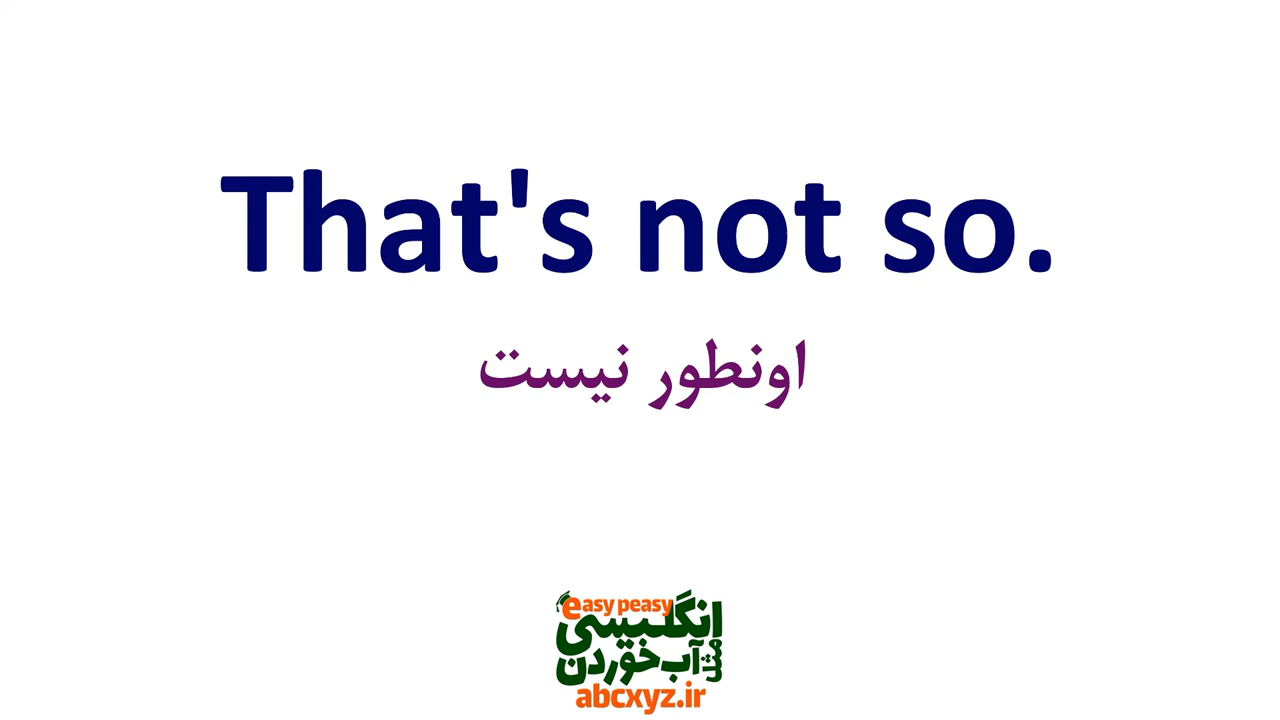 That's not so.
اونطور نیست
easy peasy
انگلیسی
مثل آب خوردن
abcxyz.ir